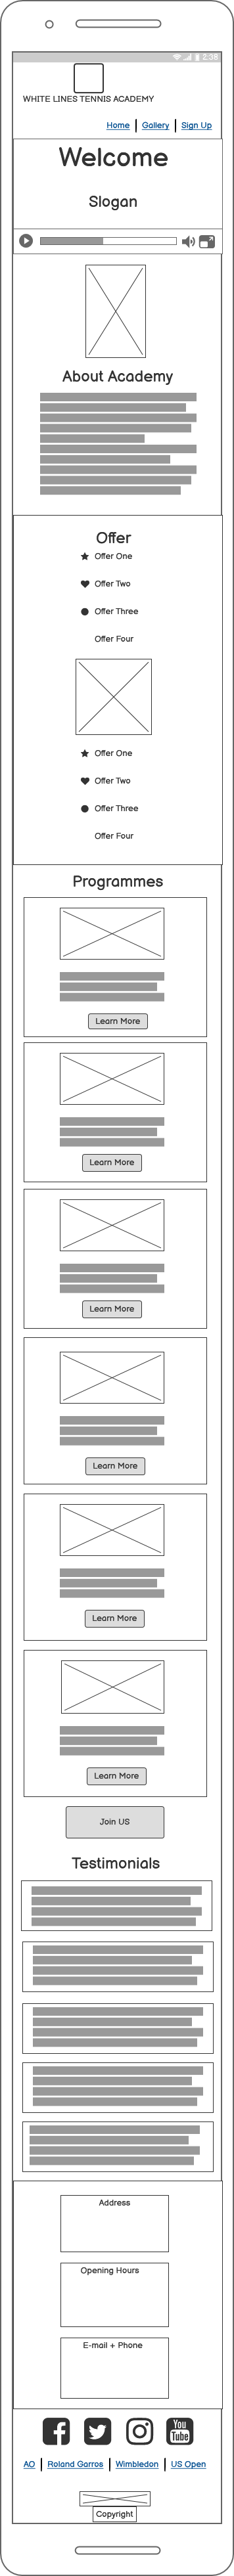 2:38
WHITE LINES TENNIS ACADEMY
Home Gallery Sign Up
Welcome
Slogan
About Academy
Offer
Offer One
Offer Two
Offer Three
Offer Four
Offer One
Offer Two
Offer Three
Offer Four
Programmes
Learn More
Learn More
Learn More
Learn More
Learn More
Learn More
Join US
Testimonials
Address
Opening Hours
E-mail + Phone
You
Tube
AO Roland Garros Wimbledon US Open
Copyright